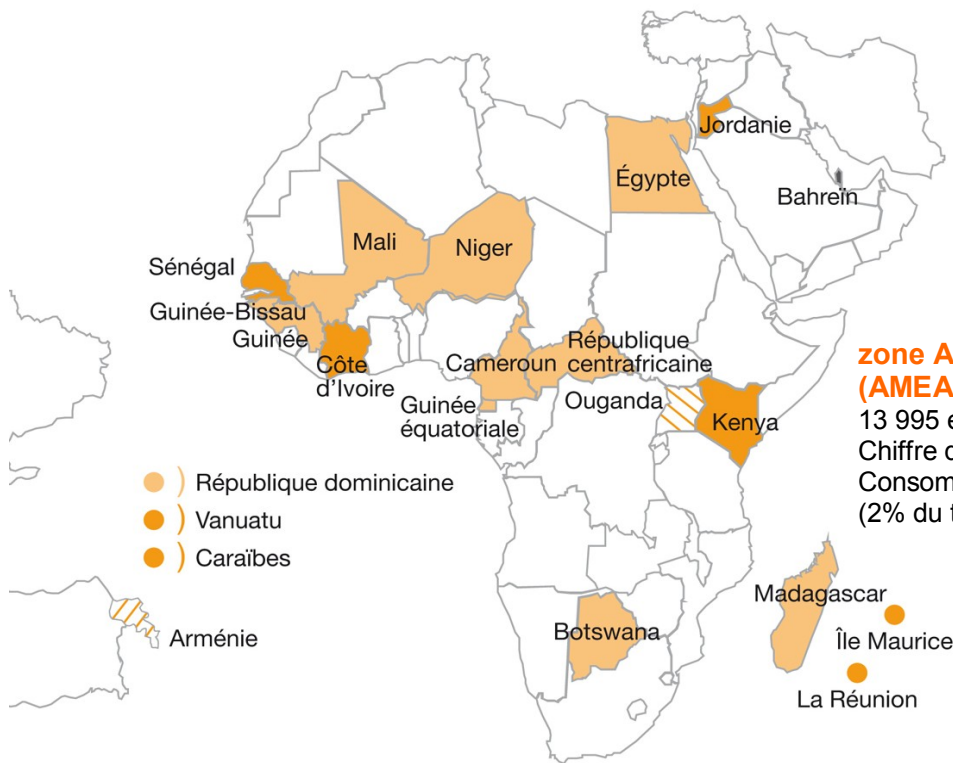 Jordanie
Égypte
Bahreïn
Mali
Niger
Sénégal
Guinée-Bissau
Guinée
Côte
d'Ivoire
Cameroun
République
centrafricaine
Guinée
équatoriale
Ouganda
Kenya
zone A
(AMEA
13 995 e
Chiffre d
Consom
(2% du t
République dominicaine
Vanuatu
Caraïbes
Arménie
Madagascar
Île Maurice
Botswana
La Réunion